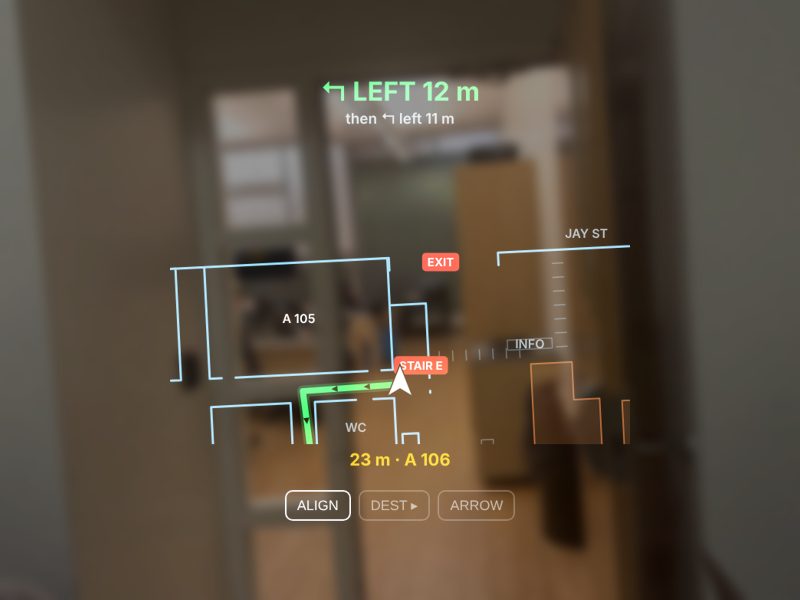 LEFT 12 m
then left 11 m
JAY ST
EXIT
A 105
INFO
STAIR E
WC
23 m · A 106
ALIGN DEST ▸ ARROW